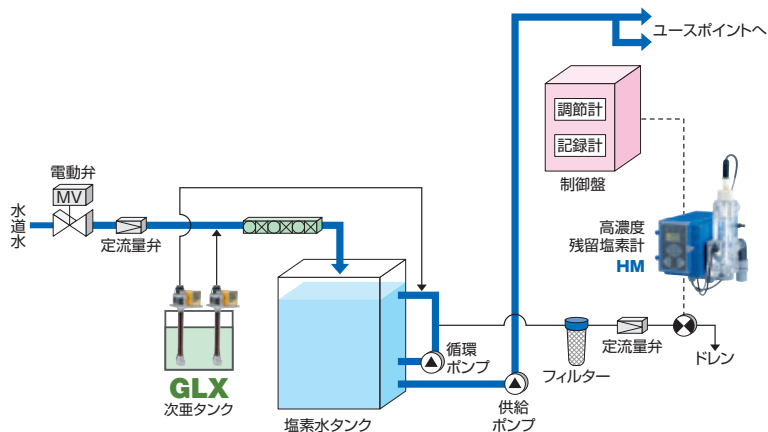 ユースポイントへ
調節計
記録計
制御盤
電動弁
MV
水道水
定流量弁
高濃度
残留塩素計
HM
循環
ポンプ
フィルター
定流量弁
ドレン
GLX
次亜タンク
塩素水タンク
供給
ポンプ